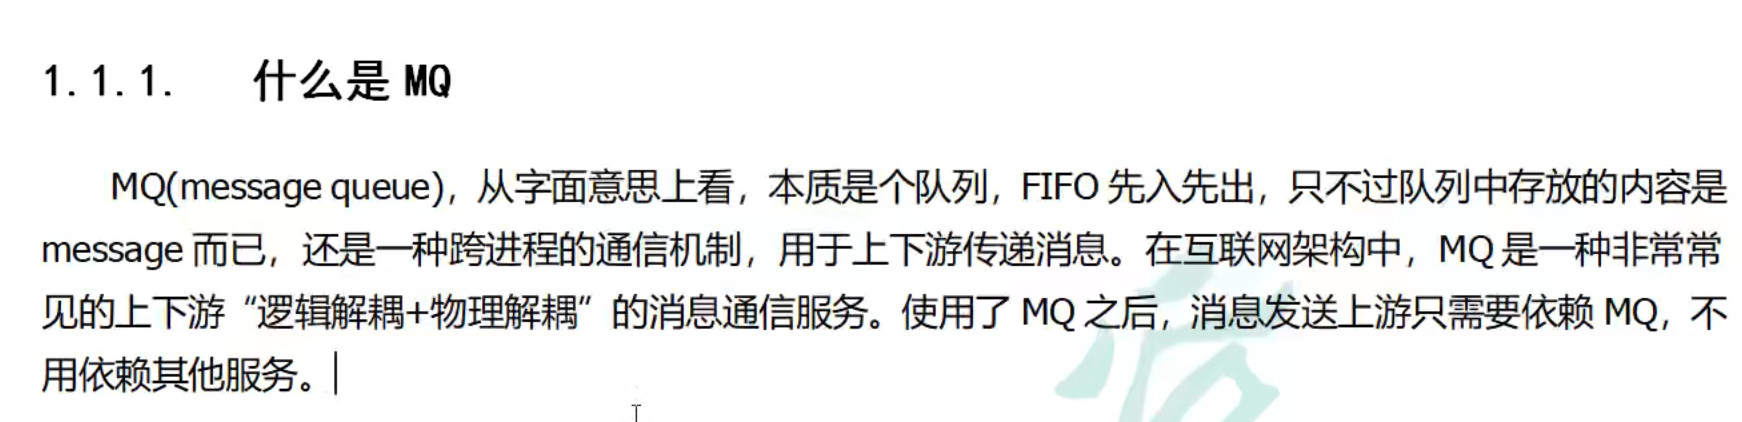 1.1.1. 什么是 MQ
MQ(message queue)，从字面意思上看，本质是个队列，FIFO 先入先出，只不过队列中存放的内容是
message 而已，还是一种跨进程的通信机制，用于上下游传递消息。在互联网架构中，MQ 是一种非常常
见的上下游“逻辑解耦+物理解耦”的消息通信服务。使用了 MQ 之后，消息发送上游只需要依赖 MQ，不
用依赖其他服务。